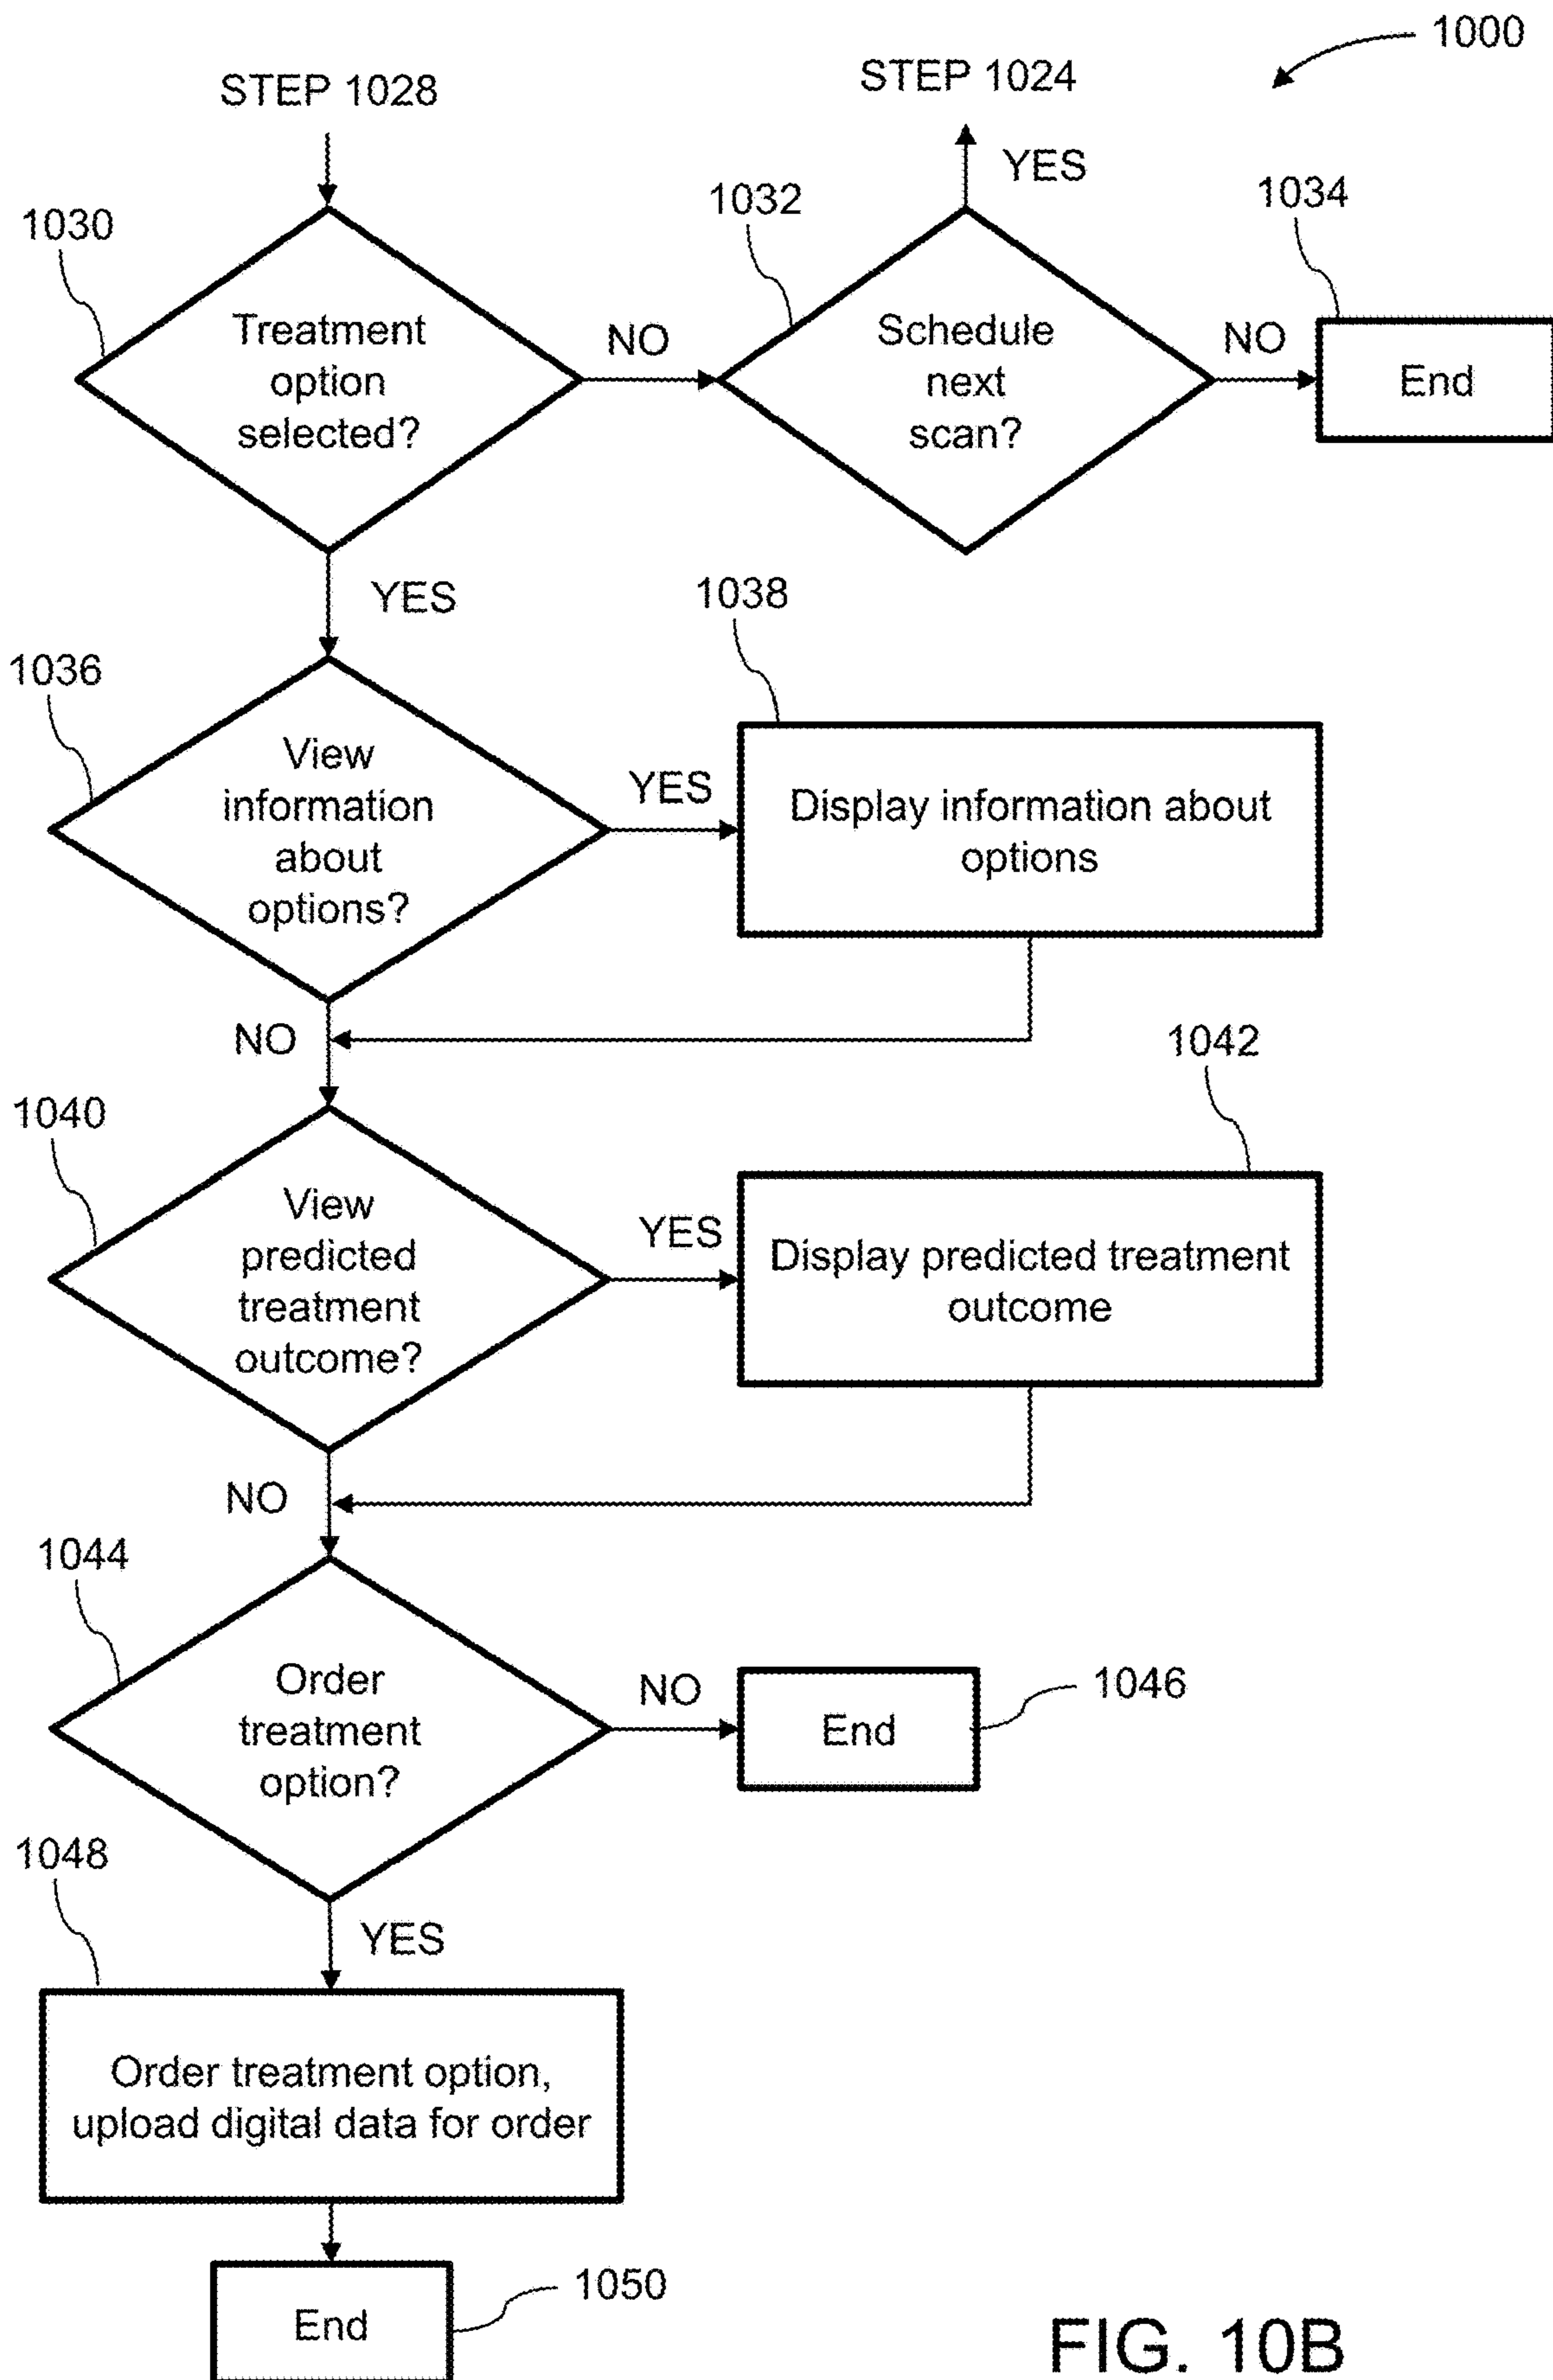 1000
STEP 1028
STEP 1024
YES
1030
1032
1034
Treatment
option
selected?
NO
Schedule
next
scan?
NO
End
YES
1036
1038
View
information
about
options?
YES
Display information about
options
NO
1040
1042
View
predicted
treatment
outcome?
YES
Display predicted treatment
outcome
NO
1044
Order
treatment
option?
NO
End
1046
1048
YES
Order treatment option,
upload digital data for order
End
1050
FIG. 10B